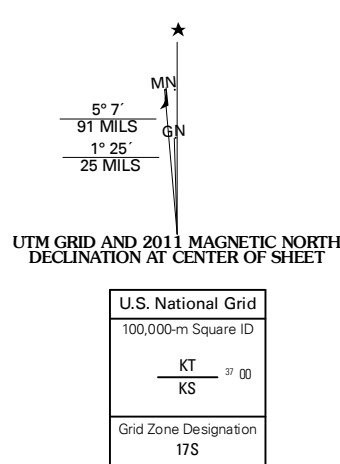 ★
MN
5° 7´
91 MILS
GN
1° 25´
25 MILS
UTM GRID AND 2011 MAGNETIC NORTH
DECLINATION AT CENTER OF SHEET
U.S. National Grid
100,000-m Square ID
KT
37 00
KS
Grid Zone Designation
17S